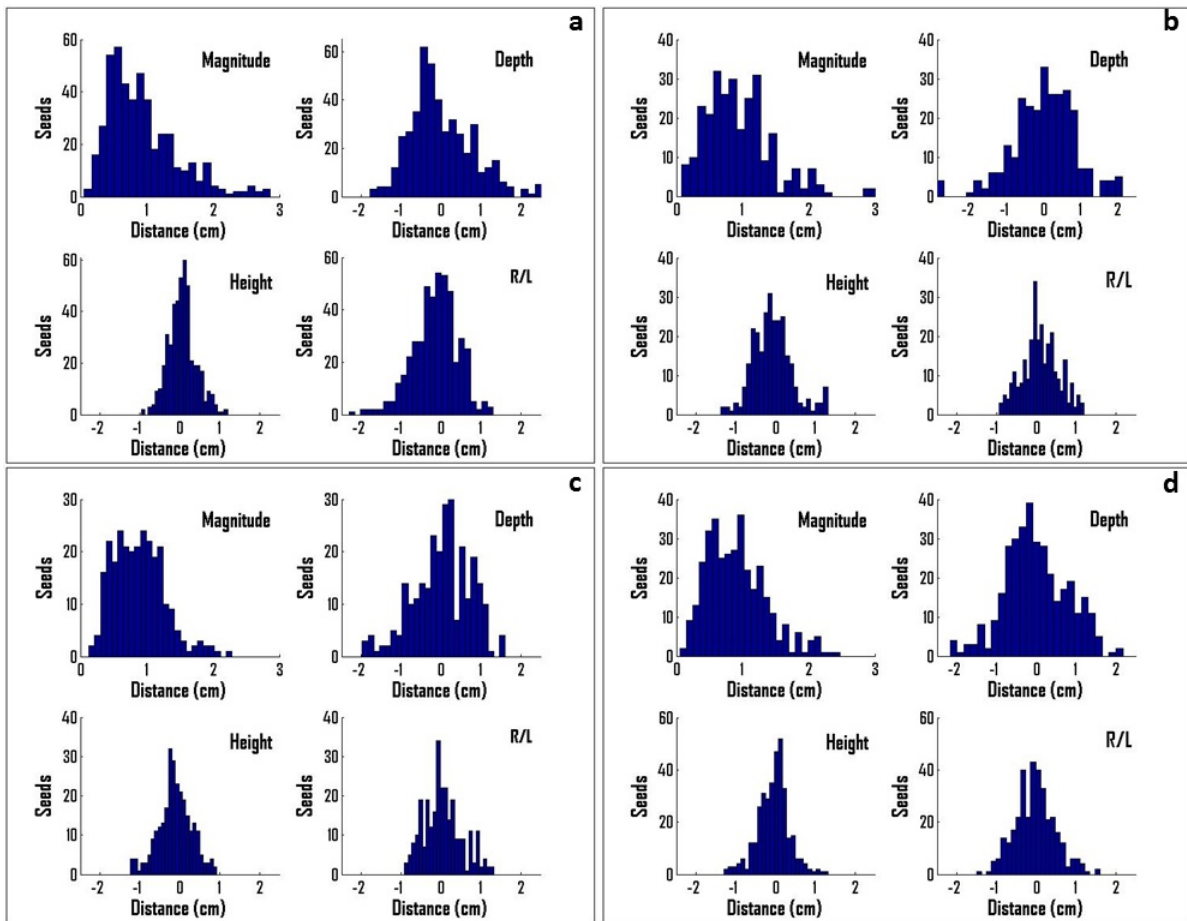 a
Magnitude
Seeds
60
40
20
0
0 1 2 3
Distance (cm)
Depth
Seeds
60
40
20
0
-2 -1 0 1 2
Distance (cm)
Height
Seeds
60
40
20
0
-2 -1 0 1 2
Distance (cm)
R/L
Seeds
60
40
20
0
-2 -1 0 1 2
Distance (cm)
b
Magnitude
Seeds
40
30
20
10
0
0 1 2 3
Distance (cm)
Depth
Seeds
40
30
20
10
0
-2 -1 0 1 2
Distance (cm)
Height
Seeds
40
30
20
10
0
-2 -1 0 1 2
Distance (cm)
R/L
Seeds
40
30
20
10
0
-2 -1 0 1 2
Distance (cm)
c
Magnitude
Seeds
30
20
10
0
0 1 2 3
Distance (cm)
Depth
Seeds
30
20
10
0
-2 -1 0 1 2
Distance (cm)
Height
Seeds
40
30
20
10
0
-2 -1 0 1 2
Distance (cm)
R/L
Seeds
40
30
20
10
0
-2 -1 0 1 2
Distance (cm)
d
Magnitude
Seeds
40
30
20
10
0
0 1 2 3
Distance (cm)
Depth
Seeds
40
30
20
10
0
-2 -1 0 1 2
Distance (cm)
Height
Seeds
60
40
20
0
-2 -1 0 1 2
Distance (cm)
R/L
Seeds
60
40
20
0
-2 -1 0 1 2
Distance (cm)